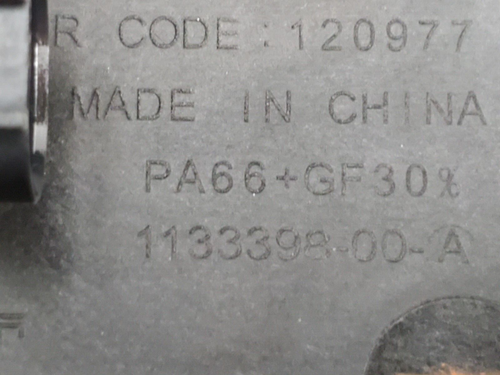 R CODE: 120977
MADE IN CHINA
PA66+GF30%
1133398-00-A